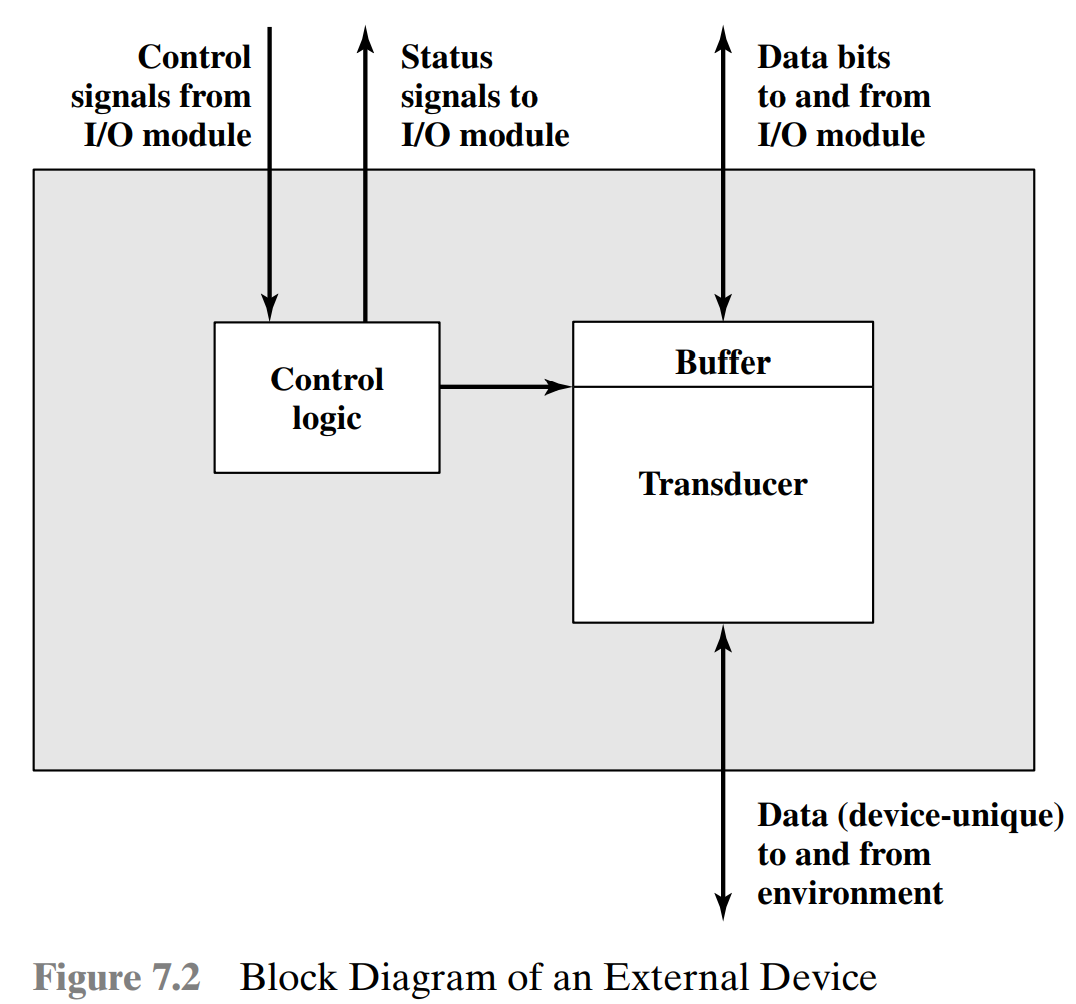 Control
signals from
I/O module
Status
signals to
I/O module
Data bits
to and from
I/O module
Control
logic
Buffer
Transducer
Data (device-unique)
to and from
environment
Figure 7.2 Block Diagram of an External Device